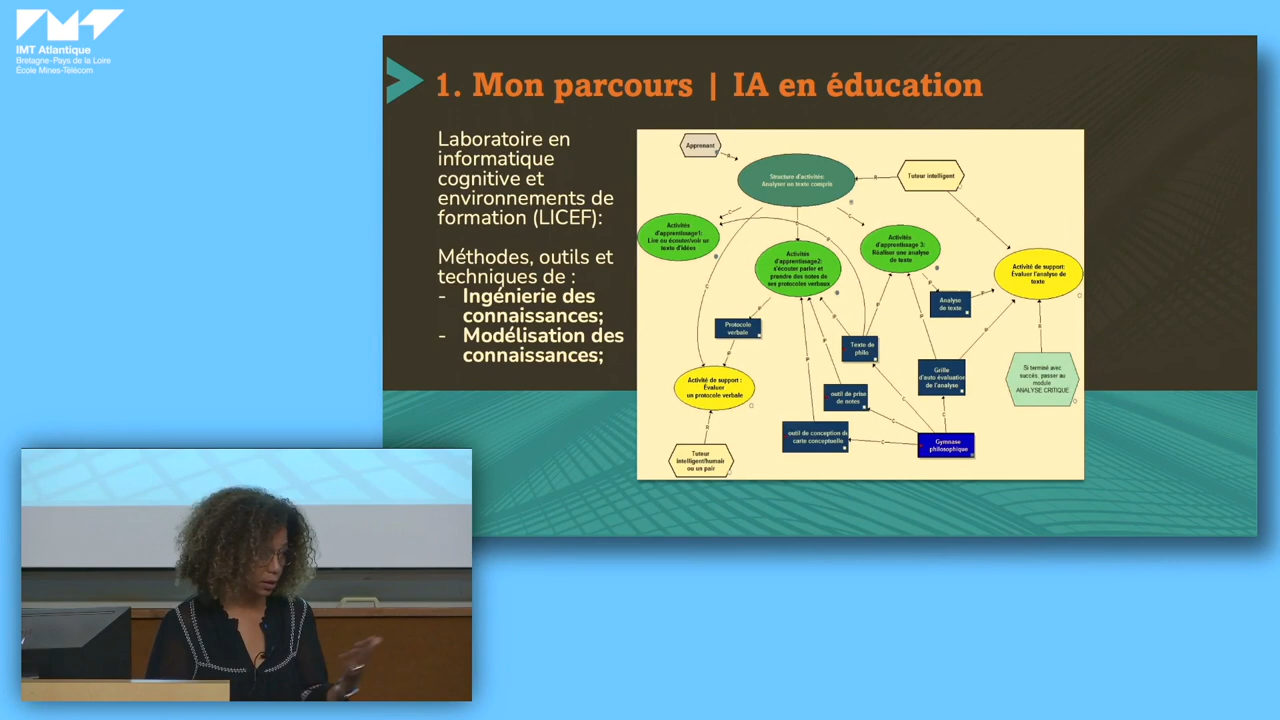 IMT Atlantique
Bretagne-Pays de la Loire
École Mines-Télécom
1. Mon parcours | IA en éducation
Laboratoire en
informatique
cognitive et
environnements de
formation (LICEF):
Méthodes, outils et
techniques de :
- Ingénierie des
connaissances;
- Modélisation des
connaissances;
Apprenant
R
Structure d'activités:
Analyser un texte compris
R
Tuteur intelligent
Activités
d'apprentissage1:
Lire ou écouter/voir un
texte d'idées
Activités
d'apprentissage2:
s'écouter parler et
prendre des notes de
ses protocoles verbaux
Activités
d'apprentissage 3:
Réaliser une analyse
de texte
Activité de support:
Évaluer l'analyse de
texte
Analyse
de texte
Protocole
verbale
Texte de
philo
Grille
d'auto évaluation
de l'analyse
Si terminé avec
succès, passer au
module
ANALYSE CRITIQUE
Activité de support :
Évaluer
un protocole verbale
outil de prise
de notes
outil de conception de
carte conceptuelle
Gymnase
philosophique
Tuteur
intelligent/humain
ou un pair